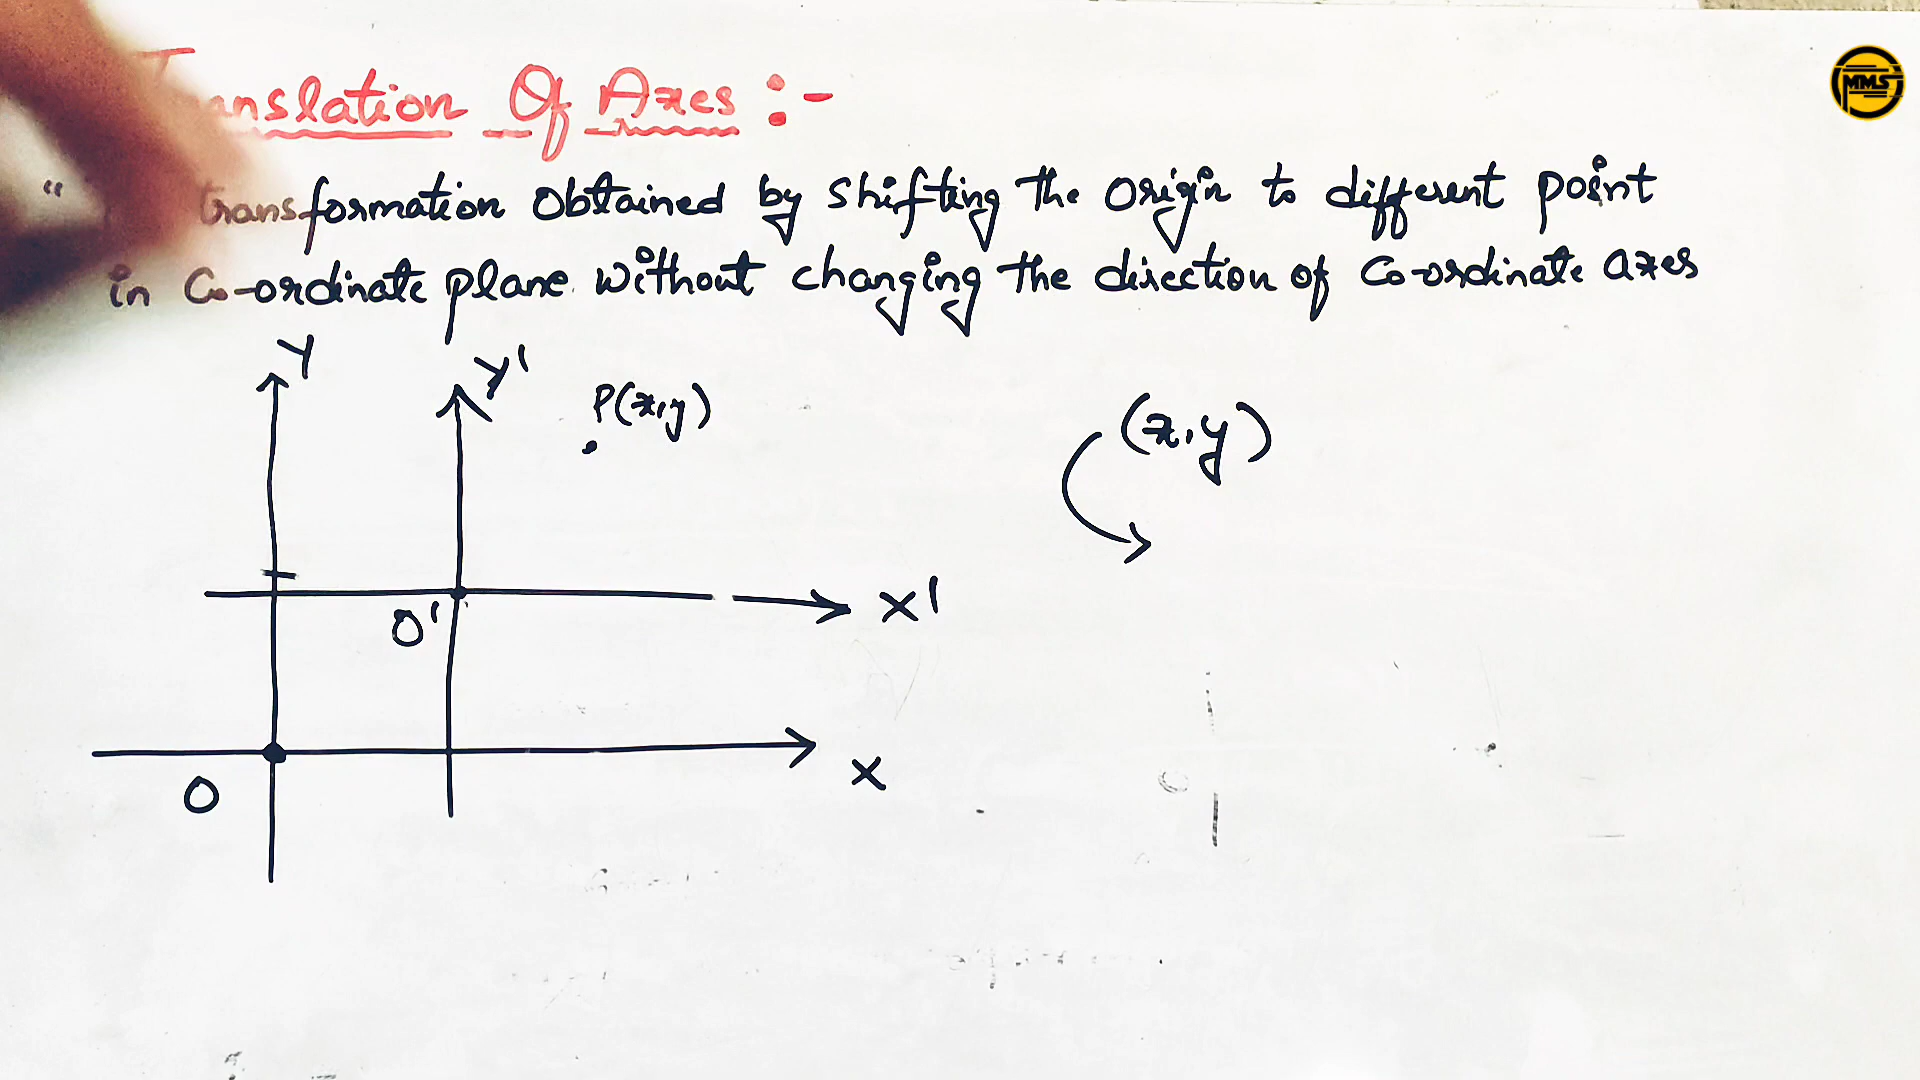 Translation Of Axes :-
" transformation obtained by shifting the origin to different point
in Co-ordinate plane without changing the direction of Co-ordinate axes
Y
Y'
P(x,y)
(x,y)
X'
O'
X
O
MMS